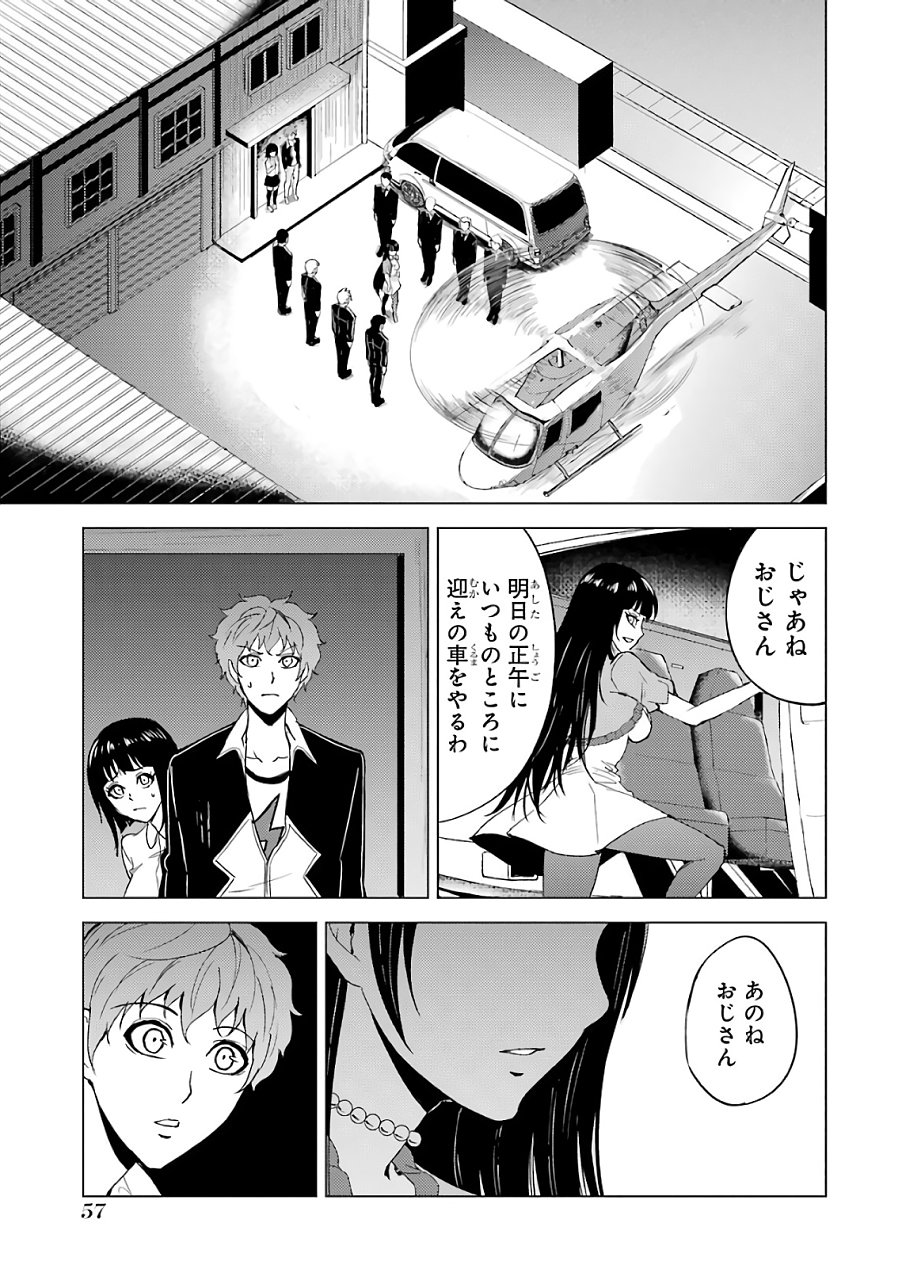 じゃあね
おじさん
明日の正午に
いつものところに
迎えの車をやるわ
あのね
おじさん
57